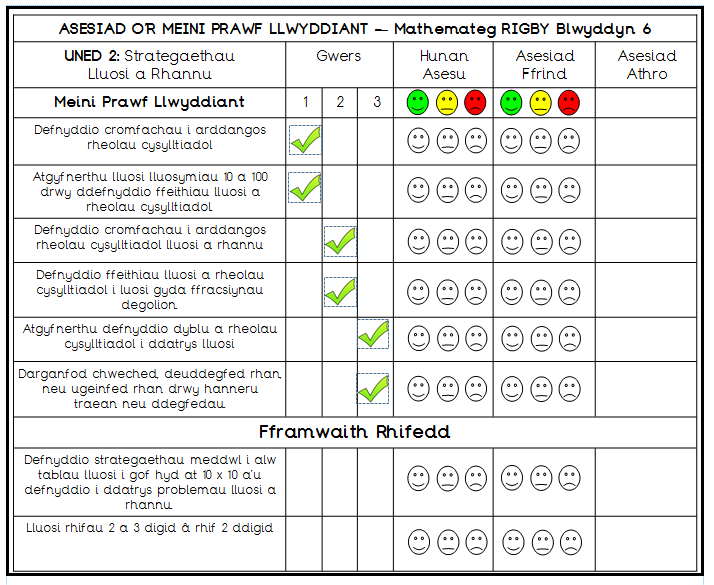 ASESIAD O'R MEINI PRAWF LLWYDDIANT –– Mathemateg RIGBY Blwyddyn 6
UNED 2: Strategaethau
Lluosi a Rhannu
Gwers
Hunan
Asesu
Asesiad
Ffrind
Asesiad
Athro
Meini Prawf Llwyddiant
1
2
3
Defnyddio cromfachau i arddangos
rheolau cysylltiadol
Atgyfnerthu lluosi lluosymiau 10 a 100
drwy ddefnyddio ffeithiau lluosi a
rheolau cysylltiadol
Defnyddio cromfachau i arddangos
rheolau cysylltiadol lluosi a rhannu
Defnyddio ffeithiau lluosi a rheolau
cysylltiadol i luosi gyda ffracsiynau
degolion.
Atgyfnerthu defnyddio dyblu a rheolau
cysylltiadol i ddatrys lluosi
Darganfod chweched, deuddegfed rhan,
neu ugeinfed rhan drwy hanneru
traean neu ddegfedau.
Fframwaith Rhifedd
Defnyddio strategaethau meddwl i alw
tablau lluosi i gof hyd at 10 x 10 a'u
defnyddio i ddatrys problemau lluosi a
rhannu.
Lluosi rhifau 2 a 3 digid â rhif 2 ddigid